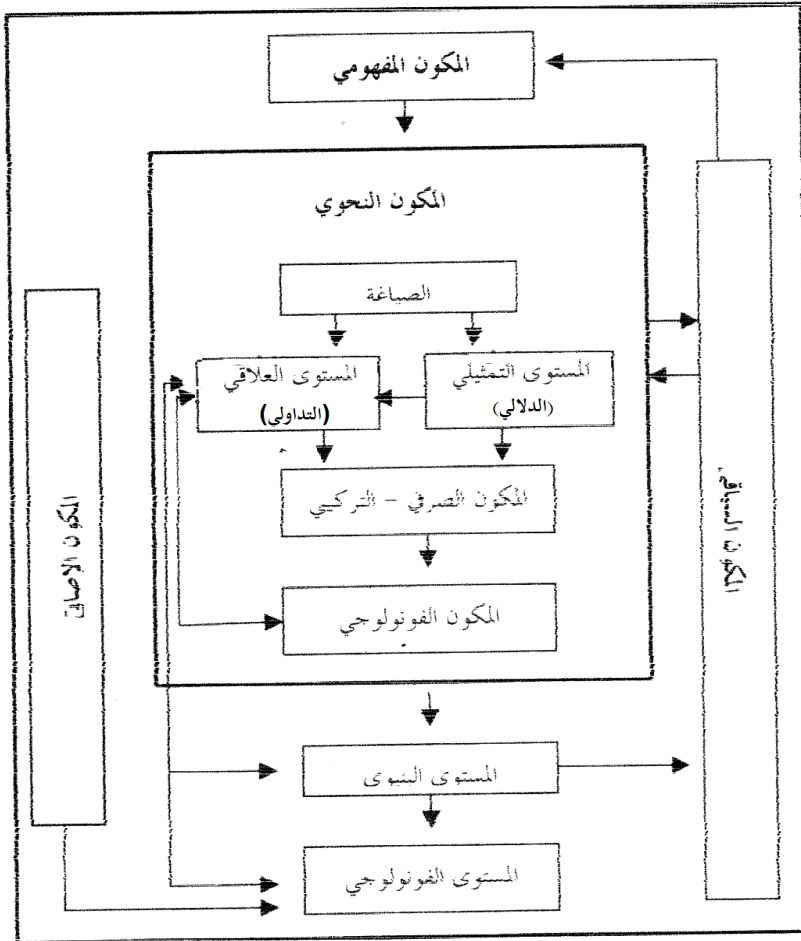 المكون المفهومي
المكون النحوي
الصياغة
المستوى التمثيلي
(الدلالي)
المستوى العلاقي
(التداولي)
المكون الصرفي - التركيبي
المكون الفونولوجي
المستوى البنيوي
المستوى الفونولوجي
المكون السياقي
المكون الإصاتي